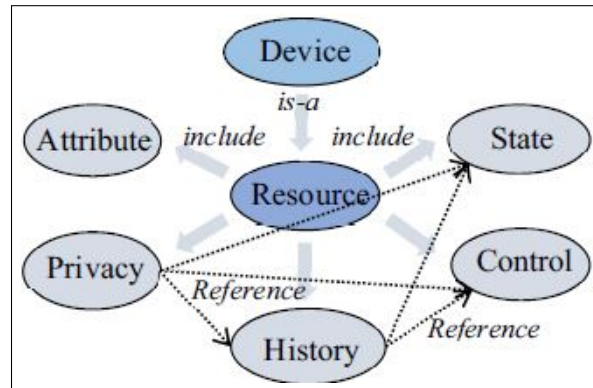 Device
is-a
Attribute include include State
Resource
Privacy Control
Reference
History Reference